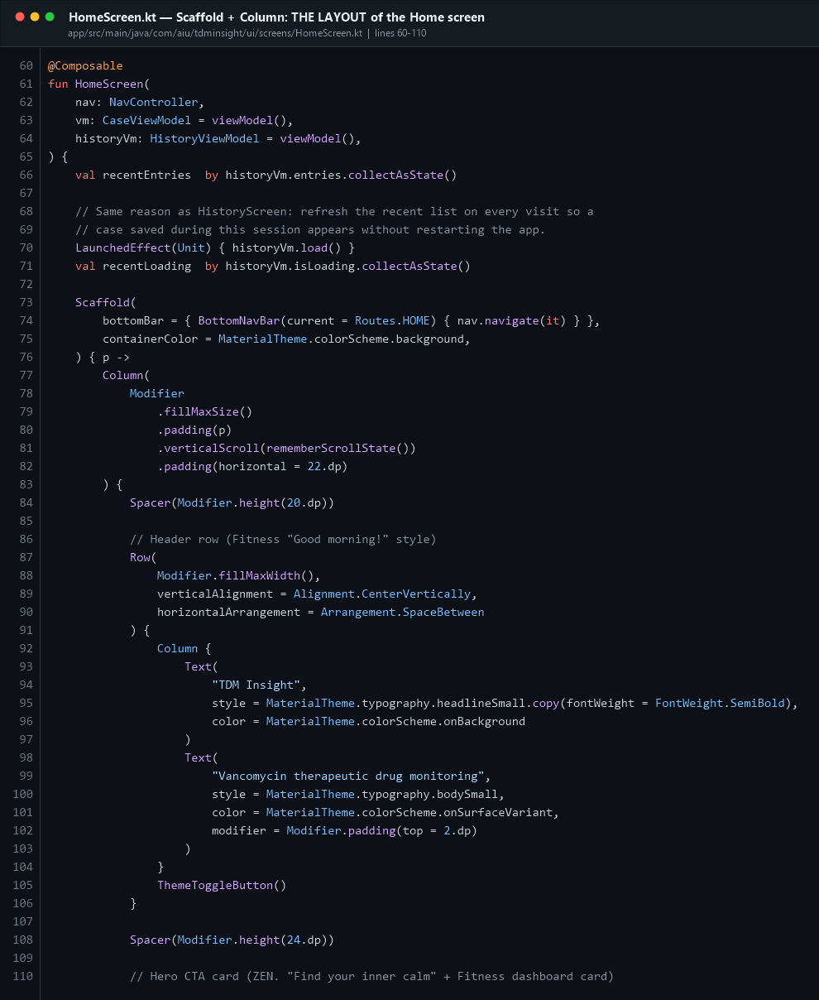 HomeScreen.kt — Scaffold + Column: THE LAYOUT of the Home screen
app/src/main/java/com/aiu/tdminsight/ui/screens/HomeScreen.kt | lines 60-110
60 @Composable
61 fun HomeScreen(
62     nav: NavController,
63     vm: CaseViewModel = viewModel(),
64     historyVm: HistoryViewModel = viewModel(),
65 ) {
66     val recentEntries  by historyVm.entries.collectAsState()
67
68     // Same reason as HistoryScreen: refresh the recent list on every visit so a
69     // case saved during this session appears without restarting the app.
70     LaunchedEffect(Unit) { historyVm.load() }
71     val recentLoading  by historyVm.isLoading.collectAsState()
72
73     Scaffold(
74         bottomBar = { BottomNavBar(current = Routes.HOME) { nav.navigate(it) } },
75         containerColor = MaterialTheme.colorScheme.background,
76     ) { p ->
77         Column(
78             Modifier
79                 .fillMaxSize()
80                 .padding(p)
81                 .verticalScroll(rememberScrollState())
82                 .padding(horizontal = 22.dp)
83         ) {
84             Spacer(Modifier.height(20.dp))
85
86             // Header row (Fitness "Good morning!" style)
87             Row(
88                 Modifier.fillMaxWidth(),
89                 verticalAlignment = Alignment.CenterVertically,
90                 horizontalArrangement = Arrangement.SpaceBetween
91             ) {
92                 Column {
93                     Text(
94                         "TDM Insight",
95                         style = MaterialTheme.typography.headlineSmall.copy(fontWeight = FontWeight.SemiBold),
96                         color = MaterialTheme.colorScheme.onBackground
97                     )
98                     Text(
99                         "Vancomycin therapeutic drug monitoring",
100                         style = MaterialTheme.typography.bodySmall,
101                         color = MaterialTheme.colorScheme.onSurfaceVariant,
102                         modifier = Modifier.padding(top = 2.dp)
103                     )
104                 }
105                 ThemeToggleButton()
106             }
107
108             Spacer(Modifier.height(24.dp))
109
110             // Hero CTA card (ZEN. "Find your inner calm" + Fitness dashboard card)